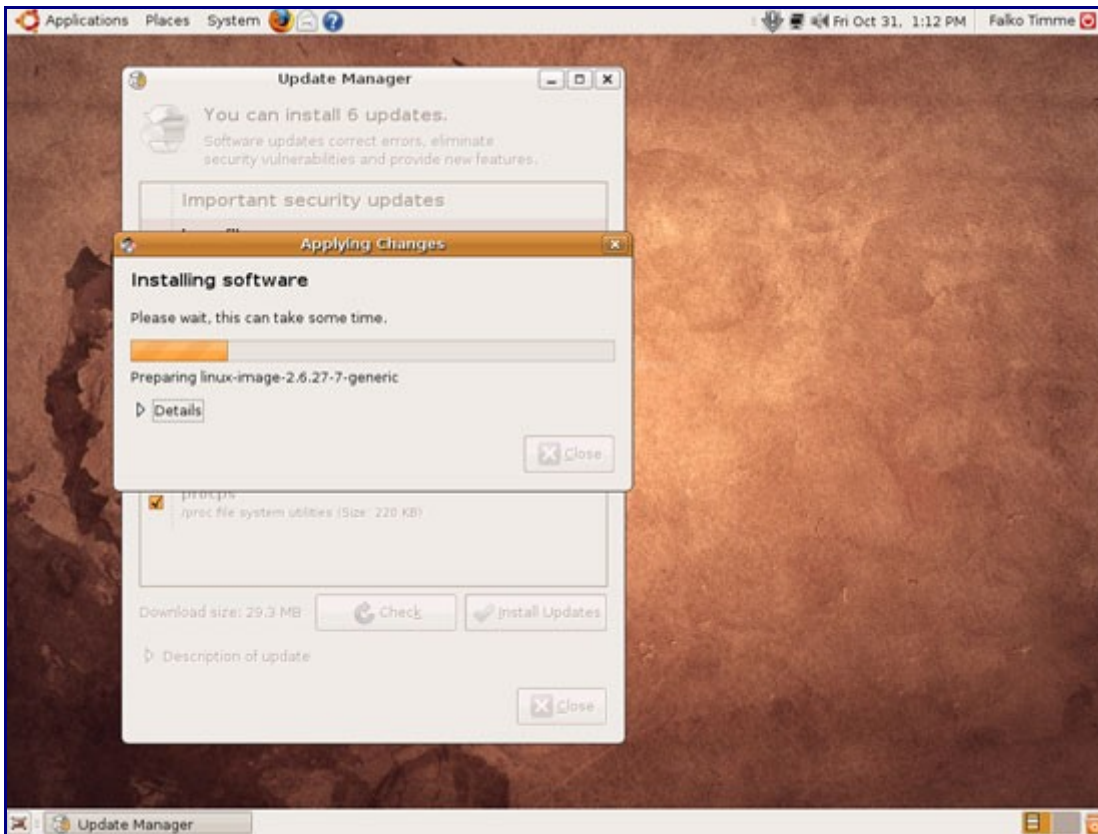 Applications Places System Fri Oct 31, 1:12 PM Falko Timme
Update Manager
You can install 6 updates.
Software updates correct errors, eliminate
security vulnerabilities and provide new features.
Important security updates
Applying Changes
Installing software
Please wait, this can take some time.
Preparing linux-image-2.6.27-7-generic
Details
Close
procps
/proc file system utilities (Size: 220 KB)
Download size: 29.3 MB Check Install Updates
Description of update
Close
Update Manager